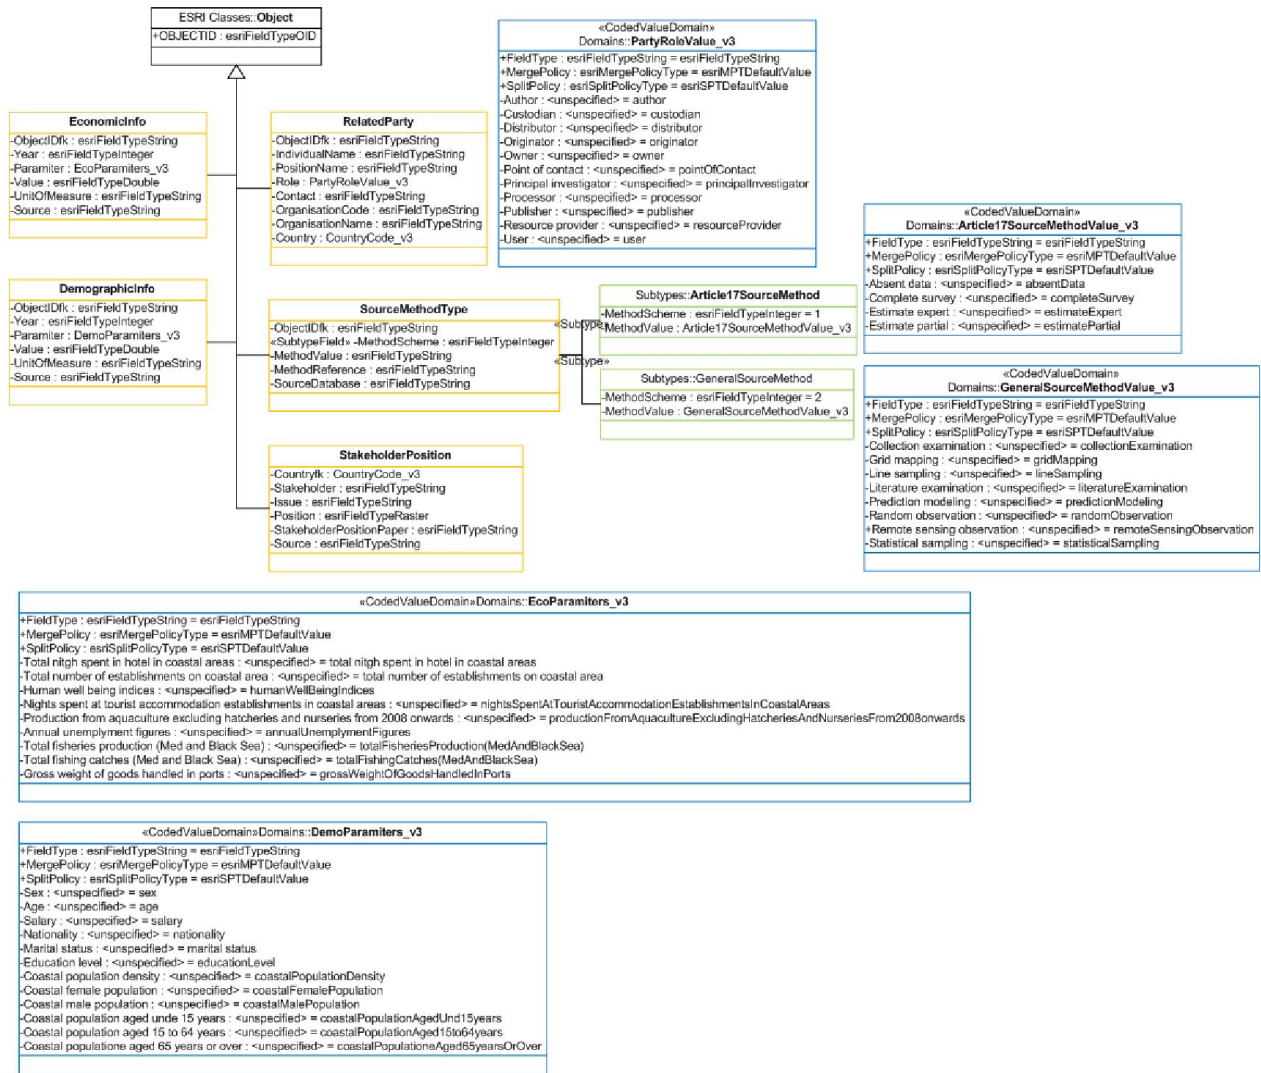 ESRI Classes::Object
+OBJECTID : esriFieldTypeOID
EconomicInfo
-ObjectIDfk : esriFieldTypeString
-Year : esriFieldTypeInteger
-Paramiter : EcoParamiters_v3
-Value : esriFieldTypeDouble
-UnitOfMeasure : esriFieldTypeString
-Source : esriFieldTypeString
RelatedParty
-ObjectIDfk : esriFieldTypeString
-IndividualName : esriFieldTypeString
-PositionName : esriFieldTypeString
-Role : PartyRoleValue_v3
-Contact : esriFieldTypeString
-OrganisationCode : esriFieldTypeString
-OrganisationName : esriFieldTypeString
-Country : CountryCode_v3
«CodedValueDomain»
Domains::PartyRoleValue_v3
+FieldType : esriFieldTypeString = esriFieldTypeString
+MergePolicy : esriMergePolicyType = esriMPTDefaultValue
+SplitPolicy : esriSplitPolicyType = esriSPTDefaultValue
-Author : <unspecified> = author
-Custodian : <unspecified> = custodian
-Distributor : <unspecified> = distributor
-Originator : <unspecified> = originator
-Owner : <unspecified> = owner
-Point of contact : <unspecified> = pointOfContact
-Principal investigator : <unspecified> = principalInvestigator
-Processor : <unspecified> = processor
-Publisher : <unspecified> = publisher
-Resource provider : <unspecified> = resourceProvider
-User : <unspecified> = user
«CodedValueDomain»
Domains::Article17SourceMethodValue_v3
+FieldType : esriFieldTypeString = esriFieldTypeString
+MergePolicy : esriMergePolicyType = esriMPTDefaultValue
+SplitPolicy : esriSplitPolicyType = esriSPTDefaultValue
-Absent data : <unspecified> = absentData
-Complete survey : <unspecified> = completeSurvey
-Estimate expert : <unspecified> = estimateExpert
-Estimate partial : <unspecified> = estimatePartial
DemographicInfo
-ObjectIDfk : esriFieldTypeString
-Year : esriFieldTypeInteger
-Paramiter : DemoParamiters_v3
-Value : esriFieldTypeDouble
-UnitOfMeasure : esriFieldTypeString
-Source : esriFieldTypeString
SourceMethodType
-ObjectIDfk : esriFieldTypeString
«SubtypeField» -MethodScheme : esriFieldTypeInteger
-MethodValue : esriFieldTypeString
-MethodReference : esriFieldTypeString
-SourceDatabase : esriFieldTypeString
«Subtype»
«Subtype»
Subtypes::Article17SourceMethod
-MethodScheme : esriFieldTypeInteger = 1
-MethodValue : Article17SourceMethodValue_v3
Subtypes::GeneralSourceMethod
-MethodScheme : esriFieldTypeInteger = 2
-MethodValue : GeneralSourceMethodValue_v3
«CodedValueDomain»
Domains::GeneralSourceMethodValue_v3
+FieldType : esriFieldTypeString = esriFieldTypeString
+MergePolicy : esriMergePolicyType = esriMPTDefaultValue
+SplitPolicy : esriSplitPolicyType = esriSPTDefaultValue
-Collection examination : <unspecified> = collectionExamination
-Grid mapping : <unspecified> = gridMapping
-Line sampling : <unspecified> = lineSampling
-Literature examination : <unspecified> = literatureExamination
-Prediction modeling : <unspecified> = predictionModeling
-Random observation : <unspecified> = randomObservation
+Remote sensing observation : <unspecified> = remoteSensingObservation
-Statistical sampling : <unspecified> = statisticalSampling
StakeholderPosition
-Countryfk : CountryCode_v3
-Stakeholder : esriFieldTypeString
-Issue : esriFieldTypeString
-Position : esriFieldTypeRaster
-StakeholderPositionPaper : esriFieldTypeString
-Source : esriFieldTypeString
«CodedValueDomain»Domains::EcoParamiters_v3
+FieldType : esriFieldTypeString = esriFieldTypeString
+MergePolicy : esriMergePolicyType = esriMPTDefaultValue
+SplitPolicy : esriSplitPolicyType = esriSPTDefaultValue
-Total nitgh spent in hotel in coastal areas : <unspecified> = total nitgh spent in hotel in coastal areas
-Total number of establishments on coastal area : <unspecified> = total number of establishments on coastal area
-Human well being indices : <unspecified> = humanWellBeingIndices
-Nights spent at tourist accommodation establishments in coastal areas : <unspecified> = nightsSpentAtTouristAccommodationEstablishmentsInCoastalAreas
-Production from aquaculture excluding hatcheries and nurseries from 2008 onwards : <unspecified> = productionFromAquacultureExcludingHatcheriesAndNurseriesFrom2008onwards
-Annual unemplyment figures : <unspecified> = annualUnemplymentFigures
-Total fisheries production (Med and Black Sea) : <unspecified> = totalFisheriesProduction(MedAndBlackSea)
-Total fishing catches (Med and Black Sea) : <unspecified> = totalFishingCatches(MedAndBlackSea)
-Gross weight of goods handled in ports : <unspecified> = grossWeightOfGoodsHandledInPorts
«CodedValueDomain»Domains::DemoParamiters_v3
+FieldType : esriFieldTypeString = esriFieldTypeString
+MergePolicy : esriMergePolicyType = esriMPTDefaultValue
+SplitPolicy : esriSplitPolicyType = esriSPTDefaultValue
-Sex : <unspecified> = sex
-Age : <unspecified> = age
-Salary : <unspecified> = salary
-Nationality : <unspecified> = nationality
-Marital status : <unspecified> = marital status
-Education level : <unspecified> = educationLevel
-Coastal population density : <unspecified> = coastalPopulationDensity
-Coastal female population : <unspecified> = coastalFemalePopulation
-Coastal male population : <unspecified> = coastalMalePopulation
-Coastal population aged unde 15 years : <unspecified> = coastalPopulationAgedUnd15years
-Coastal population aged 15 to 64 years : <unspecified> = coastalPopulationAged15to64years
-Coastal populatione aged 65 years or over : <unspecified> = coastalPopulationeAged65yearsOrOver